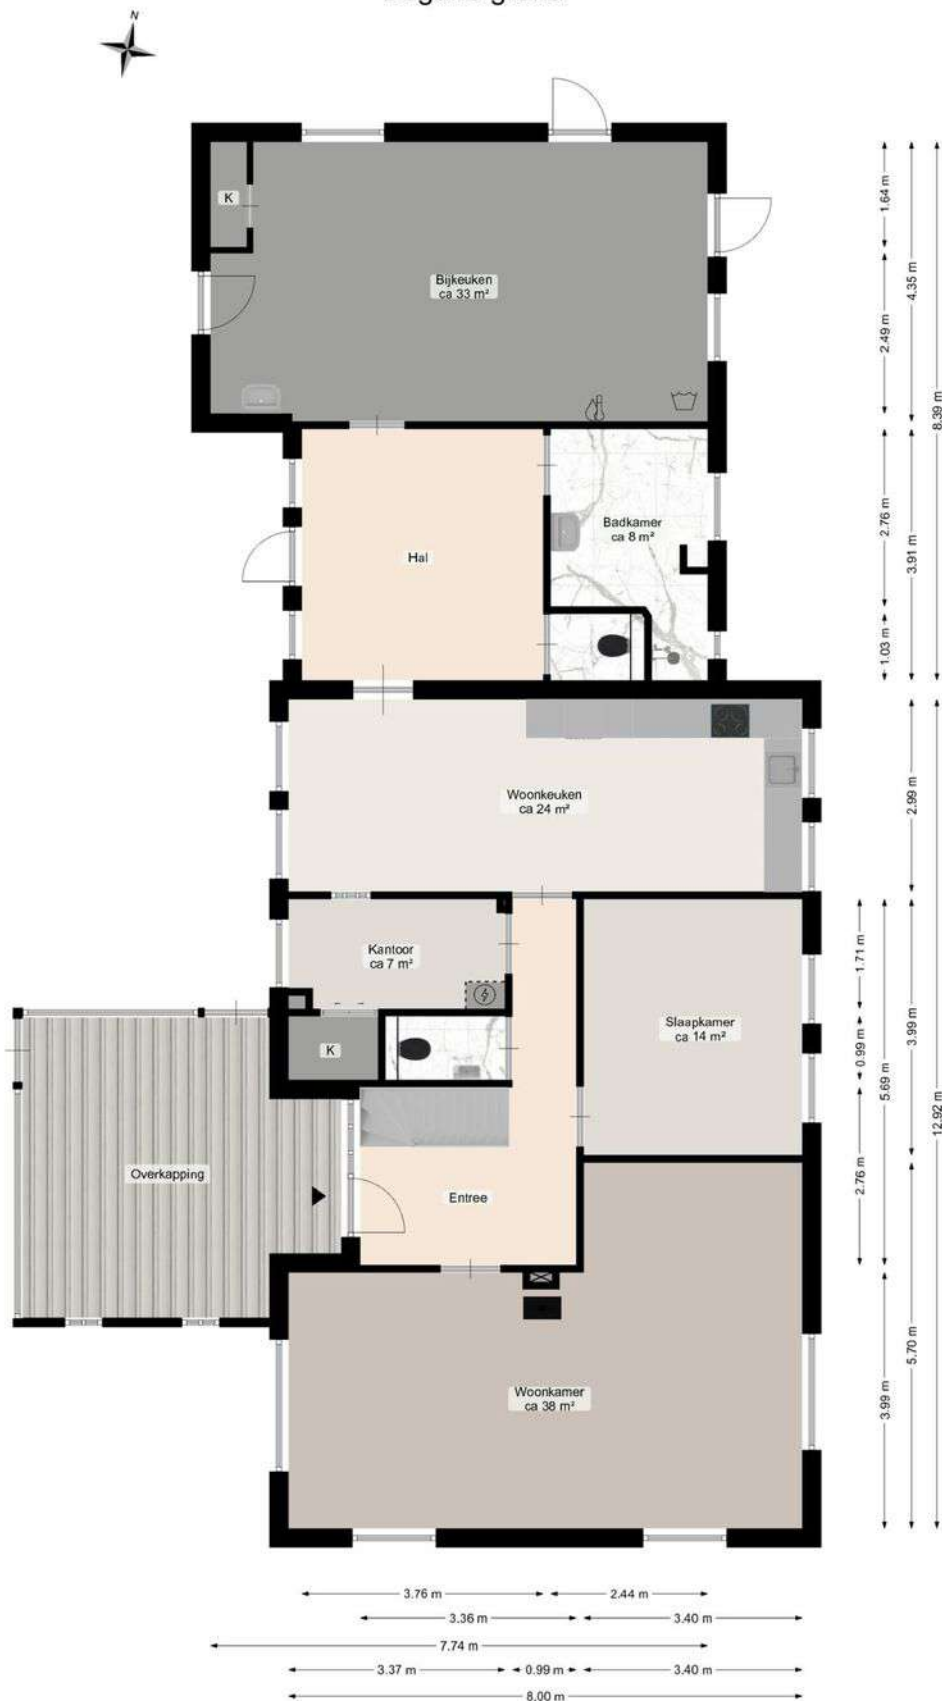 N
K
Bijkeuken
ca 33 m²
1.64 m
2.49 m
4.35 m
8.39 m
Hal
Badkamer
ca 8 m²
2.76 m
1.03 m
3.91 m
Woonkeuken
ca 24 m²
2.99 m
Kantoor
ca 7 m²
K
Slaapkamer
ca 14 m²
1.71 m
0.99 m
3.99 m
5.69 m
12.92 m
Overkapping
Entree
2.76 m
Woonkamer
ca 38 m²
3.99 m
5.70 m
3.76 m
2.44 m
3.36 m
3.40 m
7.74 m
3.37 m
0.99 m
3.40 m
8.00 m